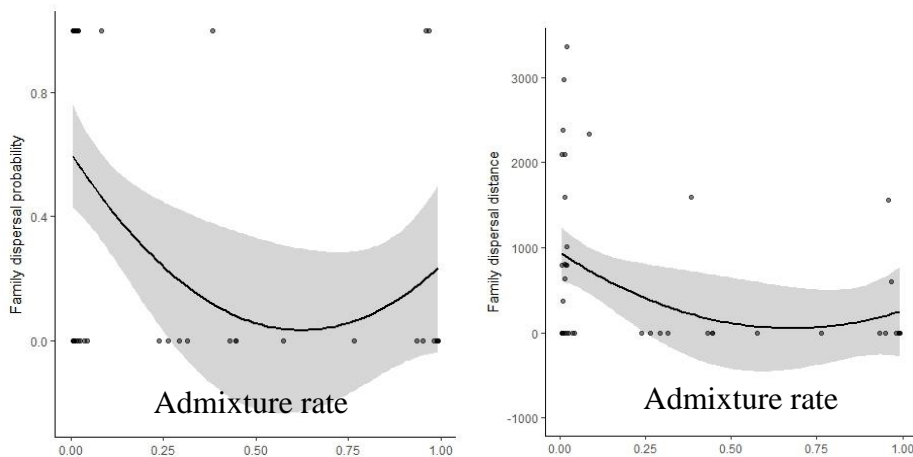 Family dispersal probability
0.8
0.4
0.0
Admixture rate
0.00 0.25 0.50 0.75 1.00
Family dispersal distance
3000
2000
1000
0
-1000
Admixture rate
0.00 0.25 0.50 0.75 1.00